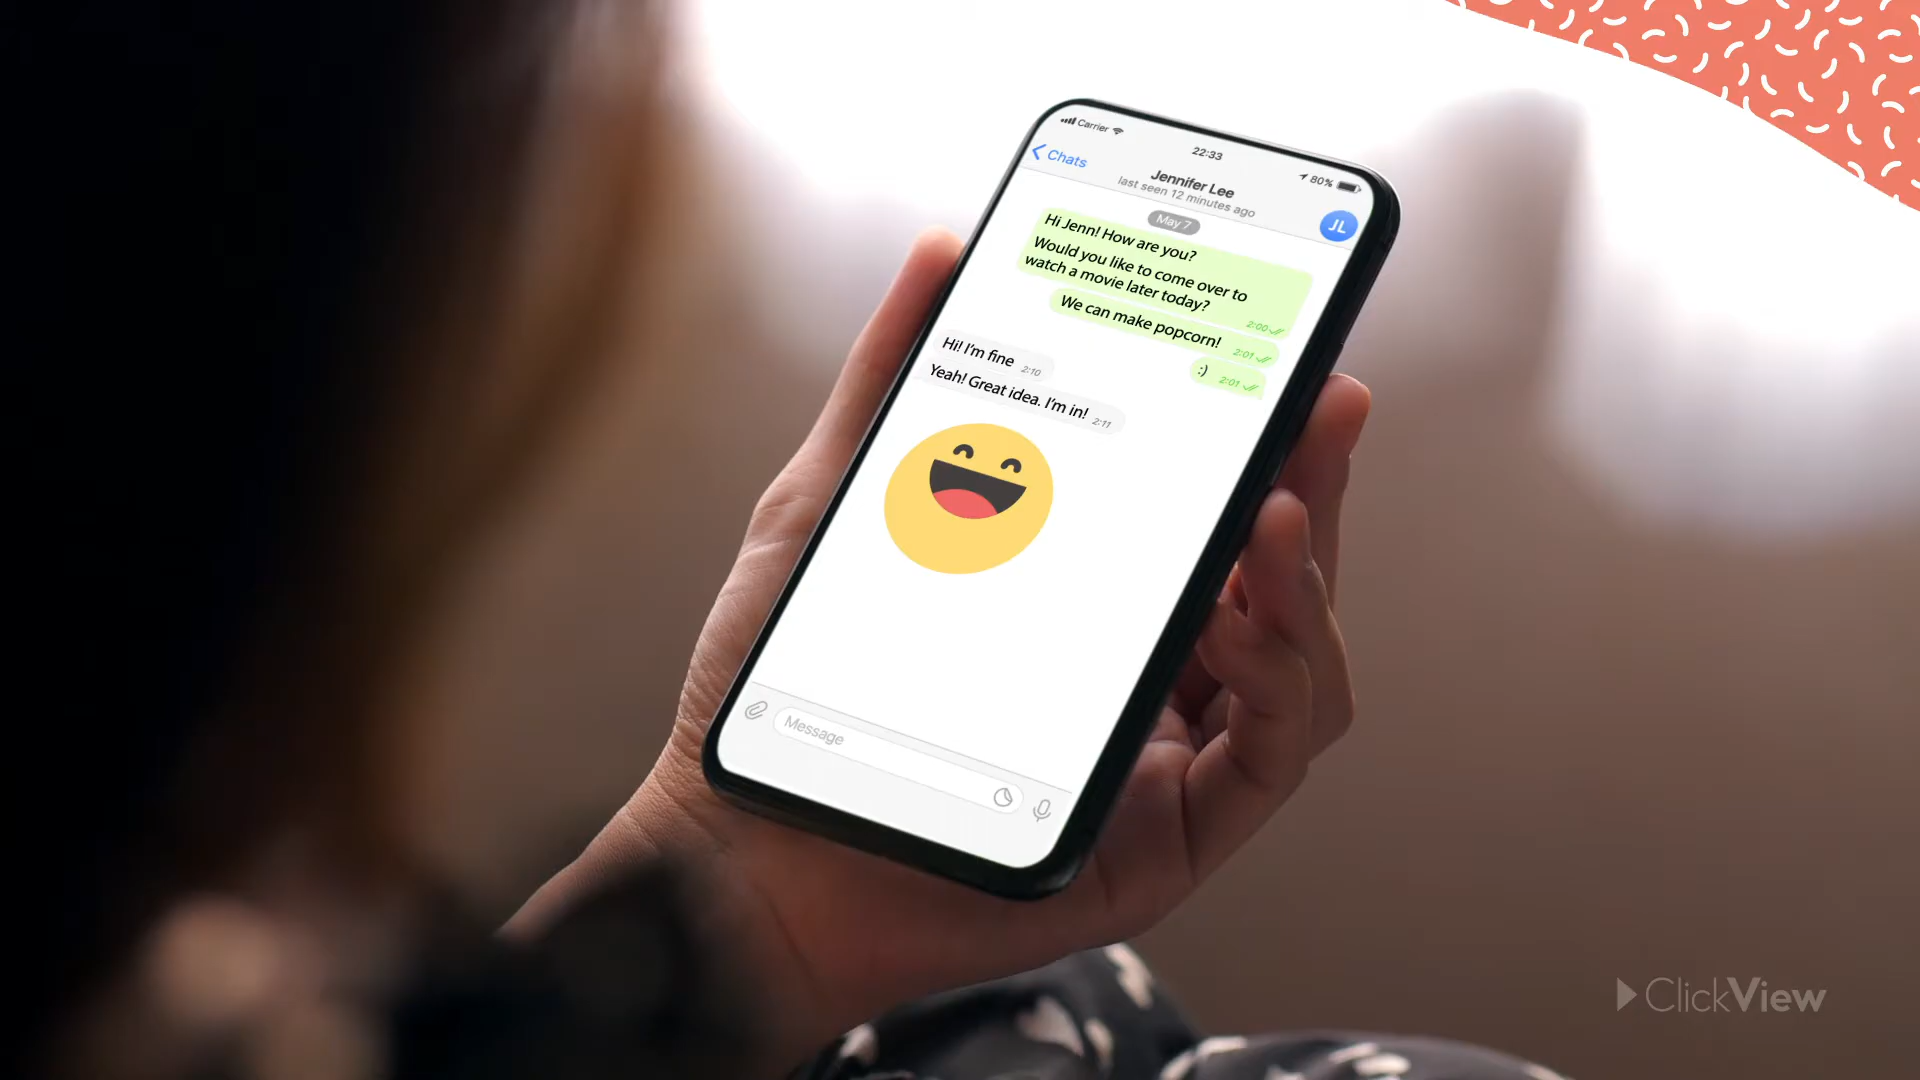 Carrier
22:33
80%
Chats
Jennifer Lee
last seen 12 minutes ago
JL
May 7
Hi Jenn! How are you?
Would you like to come over to
watch a movie later today?
2:00
We can make popcorn!
2:01
:)
2:01
Hi! I'm fine
2:10
Yeah! Great idea. I'm in!
2:11
Message
ClickView